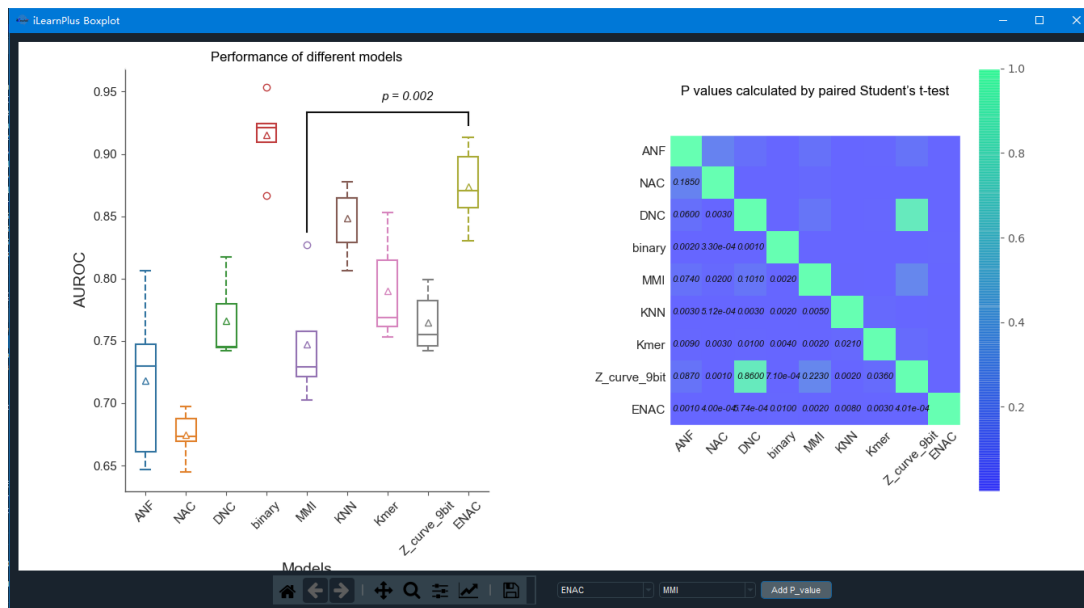 iLearnPlus Boxplot
Performance of different models
p = 0.002
AUROC
0.95
0.90
0.85
0.80
0.75
0.70
0.65
ANF
NAC
DNC
binary
MMI
KNN
Kmer
Z_curve_9bit
ENAC
Models
P values calculated by paired Student's t-test
ANF
NAC 0.1850
DNC 0.0600 0.0030
binary 0.0020 3.30e-04 0.0010
MMI 0.0740 0.0200 0.1010 0.0020
KNN 0.0030 5.12e-04 0.0030 0.0020 0.0050
Kmer 0.0090 0.0030 0.0100 0.0040 0.0020 0.0210
Z_curve_9bit 0.0870 0.0010 0.8600 7.10e-04 0.2230 0.0020 0.0360
ENAC 0.0010 4.00e-04 5.74e-04 0.0100 0.0020 0.0080 0.0030 4.01e-04
ANF
NAC
DNC
binary
MMI
KNN
Kmer
Z_curve_9bit
ENAC
1.0
0.8
0.6
0.4
0.2
ENAC
MMI
Add P_value